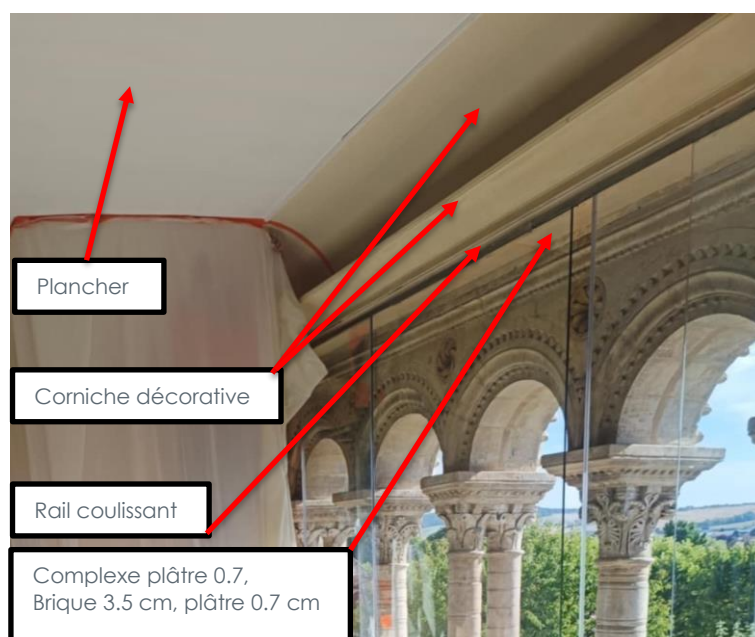 Plancher
Corniche décorative
Rail coulissant
Complexe plâtre 0.7,
Brique 3.5 cm, plâtre 0.7 cm